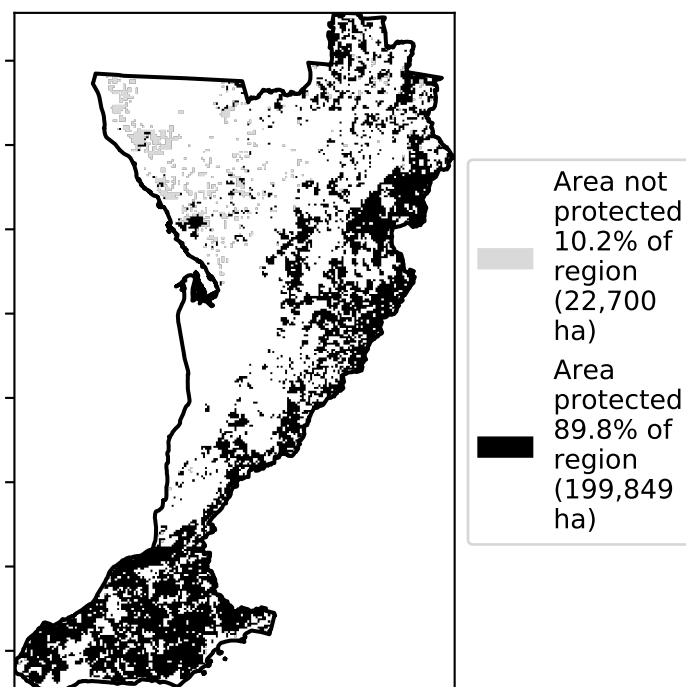 Area not
protected
10.2% of
region
(22,700
ha)
Area
protected
89.8% of
region
(199,849
ha)